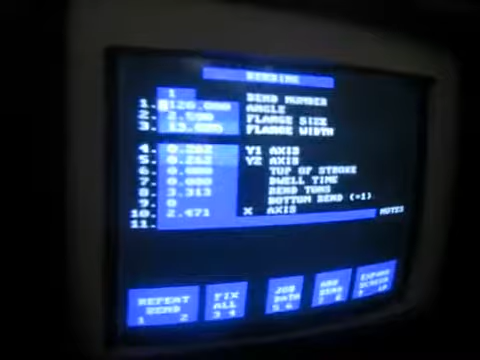 BENDING
1 BEND NUMBER
1. 120.000 ANGLE
2. 2.500 FLANGE SIZE
3. FLANGE WIDTH
4. 0.262 Y1 AXIS
5. 0.262 Y2 AXIS
6. 0.000 TOP OF STROKE
7. 0.000 DWELL TIME
8. 3.313 BEND TONS
9. 0 BOTTOM BEND (=1)
10. 2.471 X AXIS
11. NOTES
REPEAT BEND 1 2
FIX ALL 3 4
JOB DATA 5 6
BEND 7 8
EXPAND SCREEN 9 10